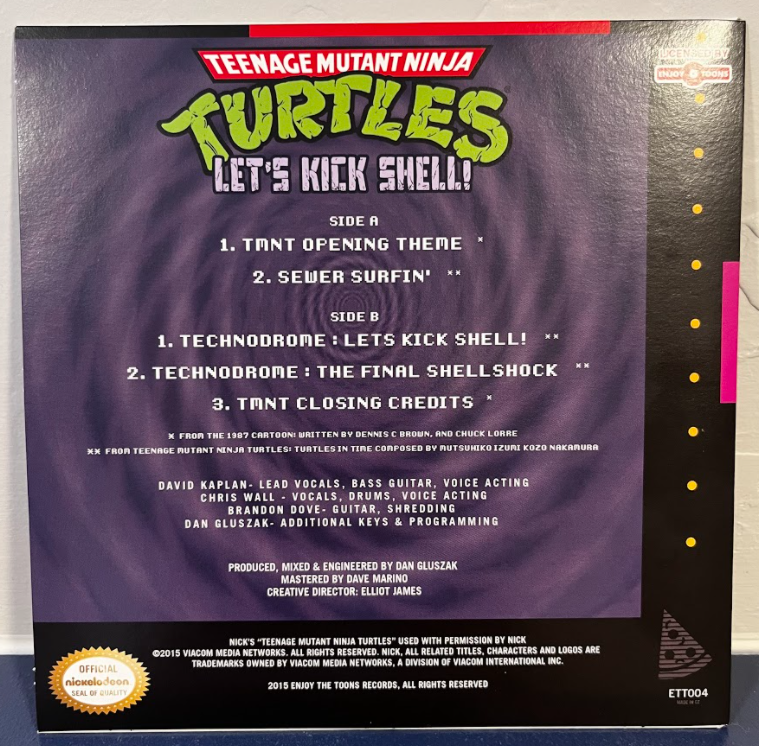 LICENSED BY
ENJOY TOONS
TEENAGE MUTANT NINJA
TURTLES
LET'S KICK SHELL!
SIDE A
1. TMNT OPENING THEME *
2. SEWER SURFIN' **
SIDE B
1. TECHNODROME : LETS KICK SHELL! **
2. TECHNODROME : THE FINAL SHELLSHOCK **
3. TMNT CLOSING CREDITS *
* FROM THE 1987 CARTOON: WRITTEN BY DENNIS C BROWN, AND CHUCK LORRE
** FROM TEENAGE MUTANT NINJA TURTLES: TURTLES IN TIME COMPOSED BY MUTSUHIKO IZUMI KOZO NAKAMURA
DAVID KAPLAN- LEAD VOCALS, BASS GUITAR, VOICE ACTING
CHRIS WALL - VOCALS, DRUMS, VOICE ACTING
BRANDON DOVE- GUITAR, SHREDDING
DAN GLUSZAK- ADDITIONAL KEYS & PROGRAMMING
PRODUCED, MIXED & ENGINEERED BY DAN GLUSZAK
MASTERED BY DAVE MARINO
CREATIVE DIRECTOR: ELLIOT JAMES
NICK'S "TEENAGE MUTANT NINJA TURTLES" USED WITH PERMISSION BY NICK
©2015 VIACOM MEDIA NETWORKS. ALL RIGHTS RESERVED. NICK, ALL RELATED TITLES, CHARACTERS AND LOGOS ARE
TRADEMARKS OWNED BY VIACOM MEDIA NETWORKS, A DIVISION OF VIACOM INTERNATIONAL INC.
2015 ENJOY THE TOONS RECORDS, ALL RIGHTS RESERVED
OFFICIAL
nickelodeon
SEAL OF QUALITY
ETT004